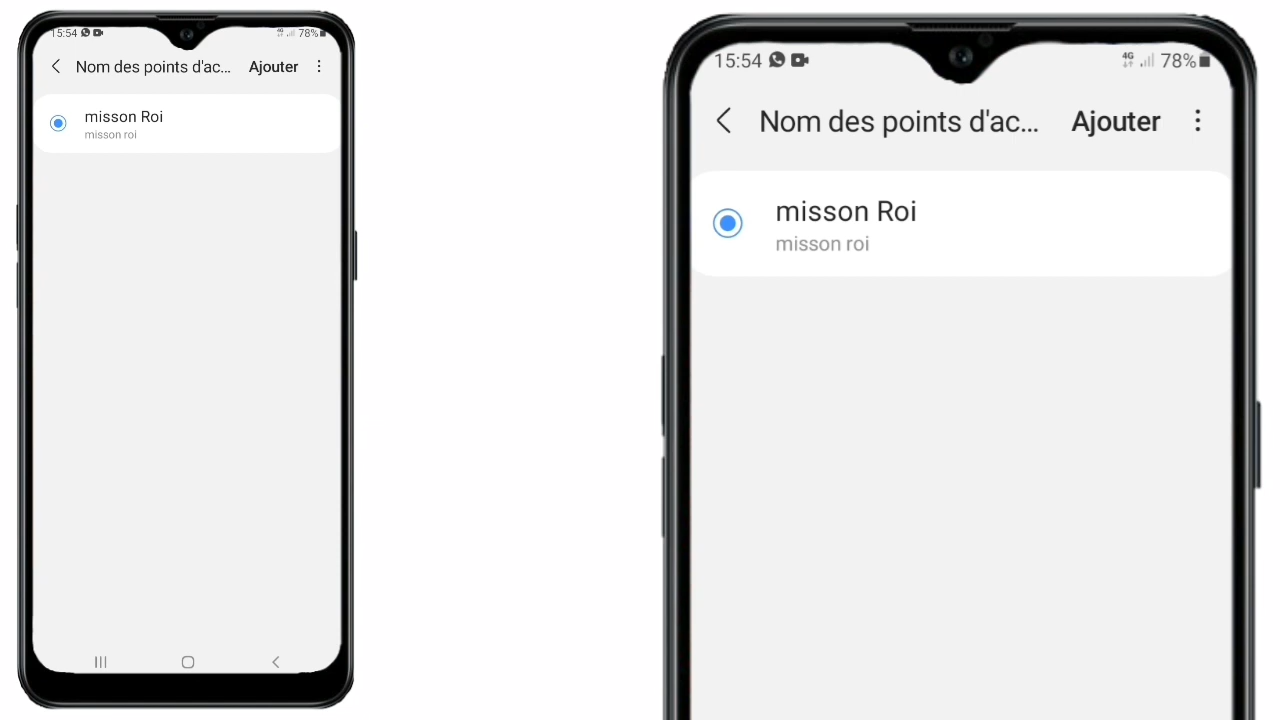 15:54 78%
Nom des points d'ac... Ajouter
misson Roi
misson roi
15:54 4G 78%
Nom des points d'ac... Ajouter
misson Roi
misson roi